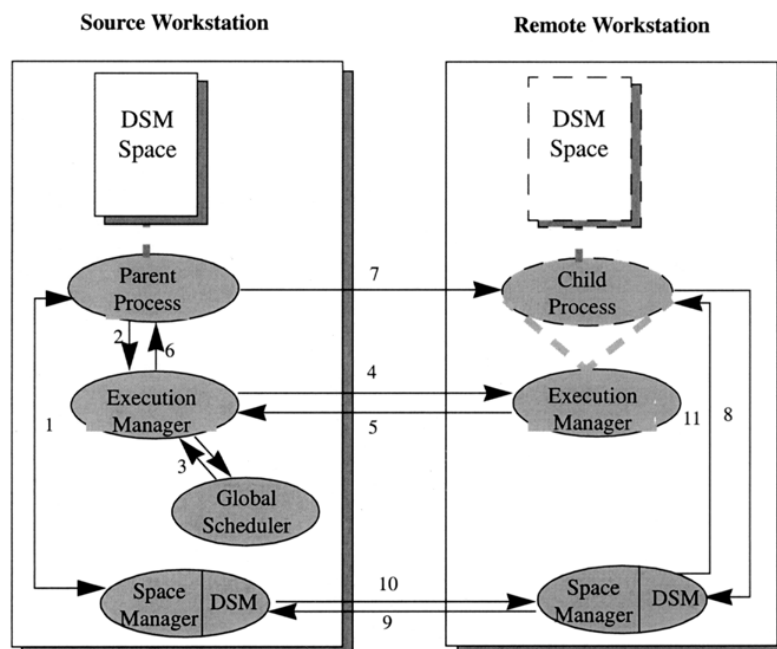 Source Workstation
Remote Workstation
DSM
Space
DSM
Space
Parent
Process
7
Child
Process
2
6
4
Execution
Manager
Execution
Manager
1
5
11
8
3
Global
Scheduler
10
Space
Manager
DSM
Space
Manager
DSM
9